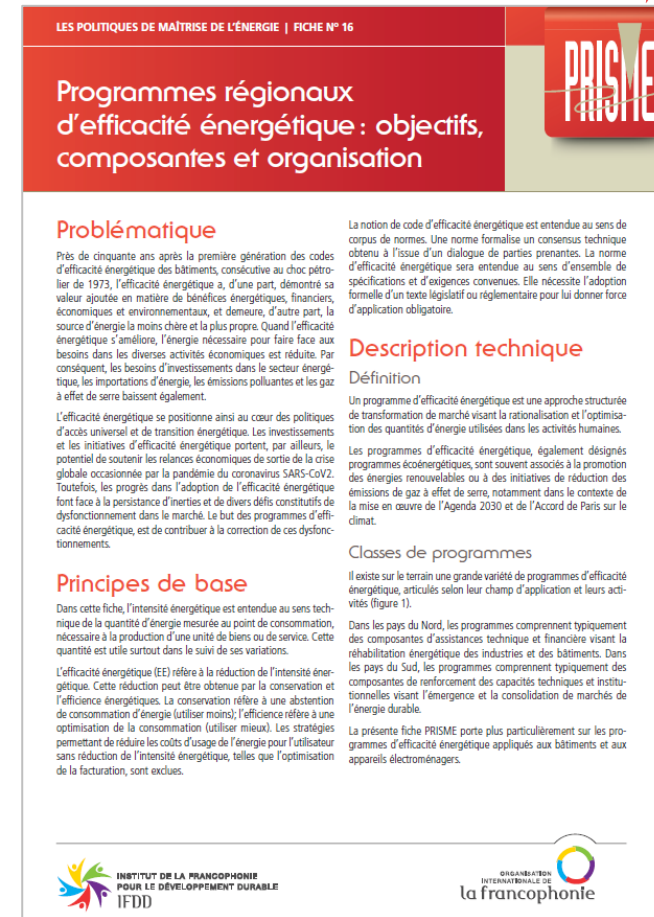 LES POLITIQUES DE MAÎTRISE DE L'ÉNERGIE | FICHE Nº 16
PRISME
Programmes régionaux
d'efficacité énergétique : objectifs,
composantes et organisation
Problématique
Près de cinquante ans après la première génération des codes
d'efficacité énergétique des bâtiments, consécutive au choc pétro-
lier de 1973, l'efficacité énergétique a, d'une part, démontré sa
valeur ajoutée en matière de bénéfices énergétiques, financiers,
économiques et environnementaux, et demeure, d'autre part, la
source d'énergie la moins chère et la plus propre. Quand l'efficacité
énergétique s'améliore, l'énergie nécessaire pour faire face aux
besoins dans les diverses activités économiques est réduite. Par
conséquent, les besoins d'investissements dans le secteur énergé-
tique, les importations d'énergie, les émissions polluantes et les gaz
à effet de serre baissent également.
L'efficacité énergétique se positionne ainsi au cœur des politiques
d'accès universel et de transition énergétique. Les investissements
et les initiatives d'efficacité énergétique portent, par ailleurs, le
potentiel de soutenir les relances économiques de sortie de la crise
globale occasionnée par la pandémie du coronavirus SARS-CoV2.
Toutefois, les progrès dans l'adoption de l'efficacité énergétique
font face à la persistance d'inerties et de divers défis constitutifs de
dysfonctionnement dans le marché. Le but des programmes d'effi-
cacité énergétique, est de contribuer à la correction de ces dysfonc-
tionnements.
Principes de base
Dans cette fiche, l'intensité énergétique est entendue au sens tech-
nique de la quantité d'énergie mesurée au point de consommation,
nécessaire à la production d'une unité de biens ou de service. Cette
quantité est utile surtout dans le suivi de ses variations.
L'efficacité énergétique (EE) réfère à la réduction de l'intensité éner-
gétique. Cette réduction peut être obtenue par la conservation et
l'efficience énergétiques. La conservation réfère à une abstention
de consommation d'énergie (utiliser moins); l'efficience réfère à une
optimisation de la consommation (utiliser mieux). Les stratégies
permettant de réduire les coûts d'usage de l'énergie pour l'utilisateur
sans réduction de l'intensité énergétique, telles que l'optimisation
de la facturation, sont exclues.
La notion de code d'efficacité énergétique est entendue au sens de
corpus de normes. Une norme formalise un consensus technique
obtenu à l'issue d'un dialogue de parties prenantes. La norme
d'efficacité énergétique sera entendue au sens d'ensemble de
spécifications et d'exigences convenues. Elle nécessite l'adoption
formelle d'un texte législatif ou réglementaire pour lui donner force
d'application obligatoire.
Description technique
Définition
Un programme d'efficacité énergétique est une approche structurée
de transformation de marché visant la rationalisation et l'optimisa-
tion des quantités d'énergie utilisées dans les activités humaines.
Les programmes d'efficacité énergétique, également désignés
programmes écoénergétiques, sont souvent associés à la promotion
des énergies renouvelables ou à des initiatives de réduction des
émissions de gaz à effet de serre, notamment dans le contexte de
la mise en œuvre de l'Agenda 2030 et de l'Accord de Paris sur le
climat.
Classes de programmes
Il existe sur le terrain une grande variété de programmes d'efficacité
énergétique, articulés selon leur champ d'application et leurs acti-
vités (figure 1).
Dans les pays du Nord, les programmes comprennent typiquement
des composantes d'assistances technique et financière visant la
réhabilitation énergétique des industries et des bâtiments. Dans
les pays du Sud, les programmes comprennent typiquement des
composantes de renforcement des capacités techniques et institu-
tionnelles visant l'émergence et la consolidation de marchés de
l'énergie durable.
La présente fiche PRISME porte plus particulièrement sur les pro-
grammes d'efficacité énergétique appliqués aux bâtiments et aux
appareils électroménagers.
INSTITUT DE LA FRANCOPHONIE
POUR LE DÉVELOPPEMENT DURABLE
IFDD
ORGANISATION
INTERNATIONALE DE
la francophonie